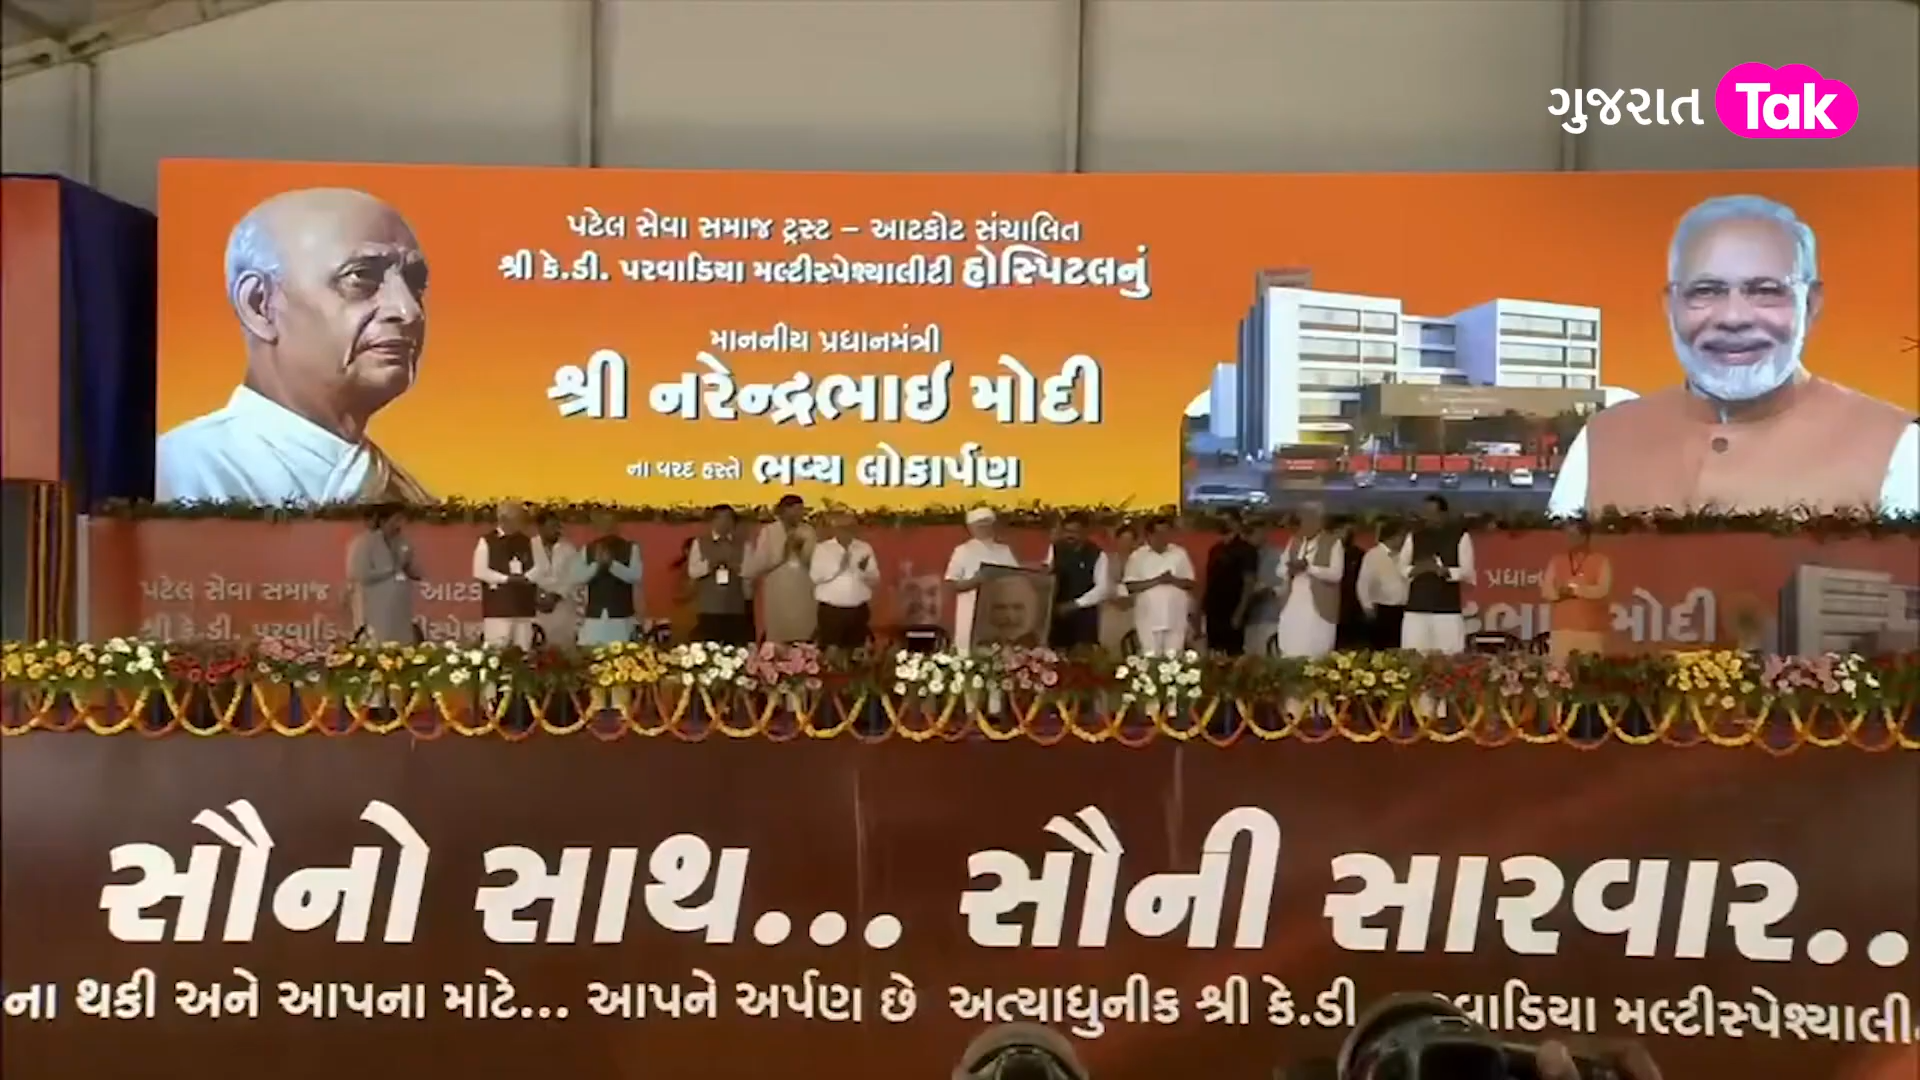 ગુજરાત Tak
પટેલ સેવા સમાજ ટ્રસ્ટ – આટકોટ સંચાલિત
શ્રી કે.ડી. પરવાડિયા મલ્ટીસ્પેશ્યાલીટી હોસ્પિટલનું
માનનીય પ્રધાનમંત્રી
શ્રી નરેન્દ્રભાઇ મોદી
ના વરદ હસ્તે ભવ્ય લોકાર્પણ
પટેલ સેવા સમાજ
શ્રી કે.ડી.
મોદી
સૌનો સાથ... સૌની સારવાર..
ના થકી અને આપના માટે... આપને અર્પણ છે અત્યાધુનીક શ્રી કે.ડી